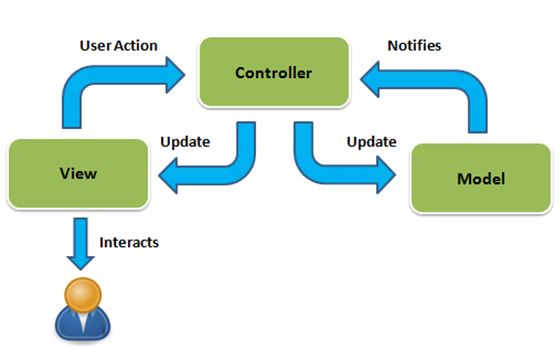 User Action
Notifies
Controller
Update
Update
View
Model
Interacts